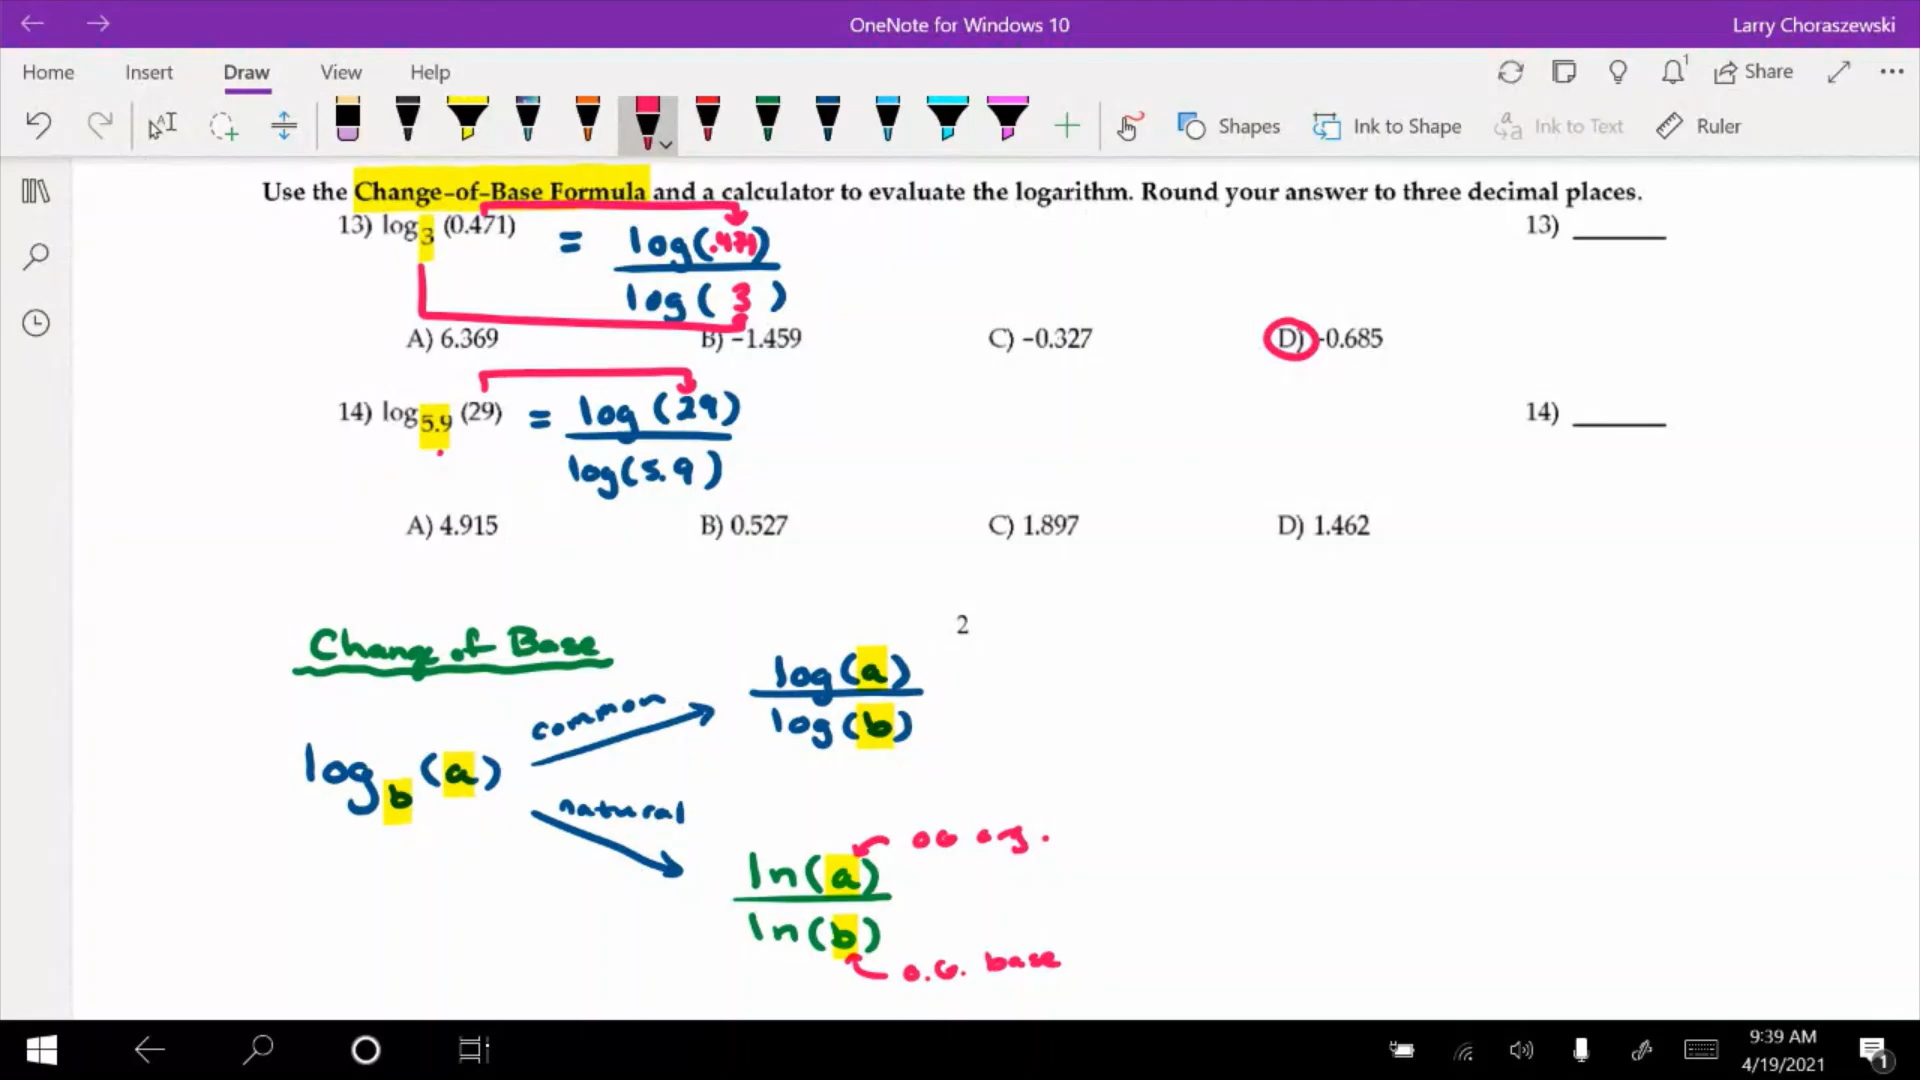 OneNote for Windows 10
Larry Choraszewski
Home Insert Draw View Help
Share
Shapes Ink to Shape Ink to Text Ruler
Use the Change-of-Base Formula and a calculator to evaluate the logarithm. Round your answer to three decimal places.
13) log₃ (0.471) = log(.471) 13) ______
log(3)
A) 6.369 B) -1.459 C) -0.327 D) -0.685
14) log₅.₉ (29) = log(29) 14) ______
log(5.9)
A) 4.915 B) 0.527 C) 1.897 D) 1.462
2
Change of Base
log(a)
common
log(b)
log_b(a)
natural
OG arg.
ln(a)
ln(b)
O.G. base
9:39 AM
4/19/2021
1